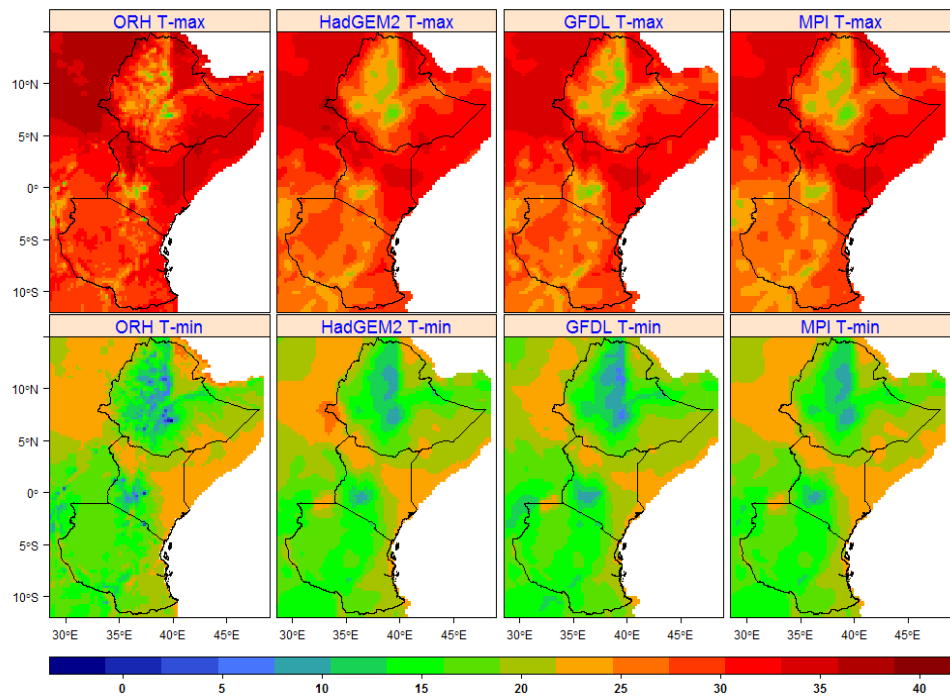 ORH T-max
HadGEM2 T-max
GFDL T-max
MPI T-max
10°N
5°N
0°
5°S
10°S
ORH T-min
HadGEM2 T-min
GFDL T-min
MPI T-min
10°N
5°N
0°
5°S
10°S
30°E 35°E 40°E 45°E
30°E 35°E 40°E 45°E
30°E 35°E 40°E 45°E
30°E 35°E 40°E 45°E
0 5 10 15 20 25 30 35 40